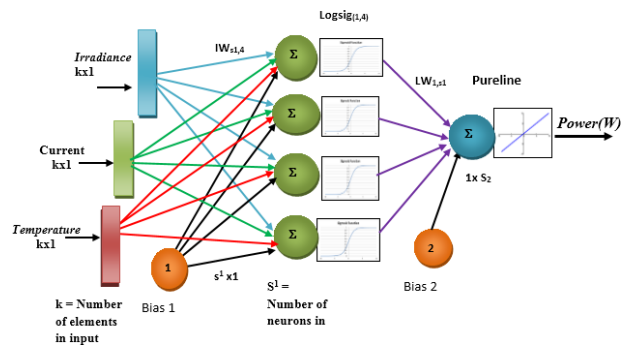 Logsig(1,4)
Irradiance
kx1
IWs1,4
Σ
LW1,s1
Pureline
Σ
Current
kx1
Σ
Power(W)
Σ
1x S2
Temperature
kx1
Σ
1
s1 x1
2
k = Number
of elements
in input
Bias 1
S1 =
Number of
neurons in
Bias 2